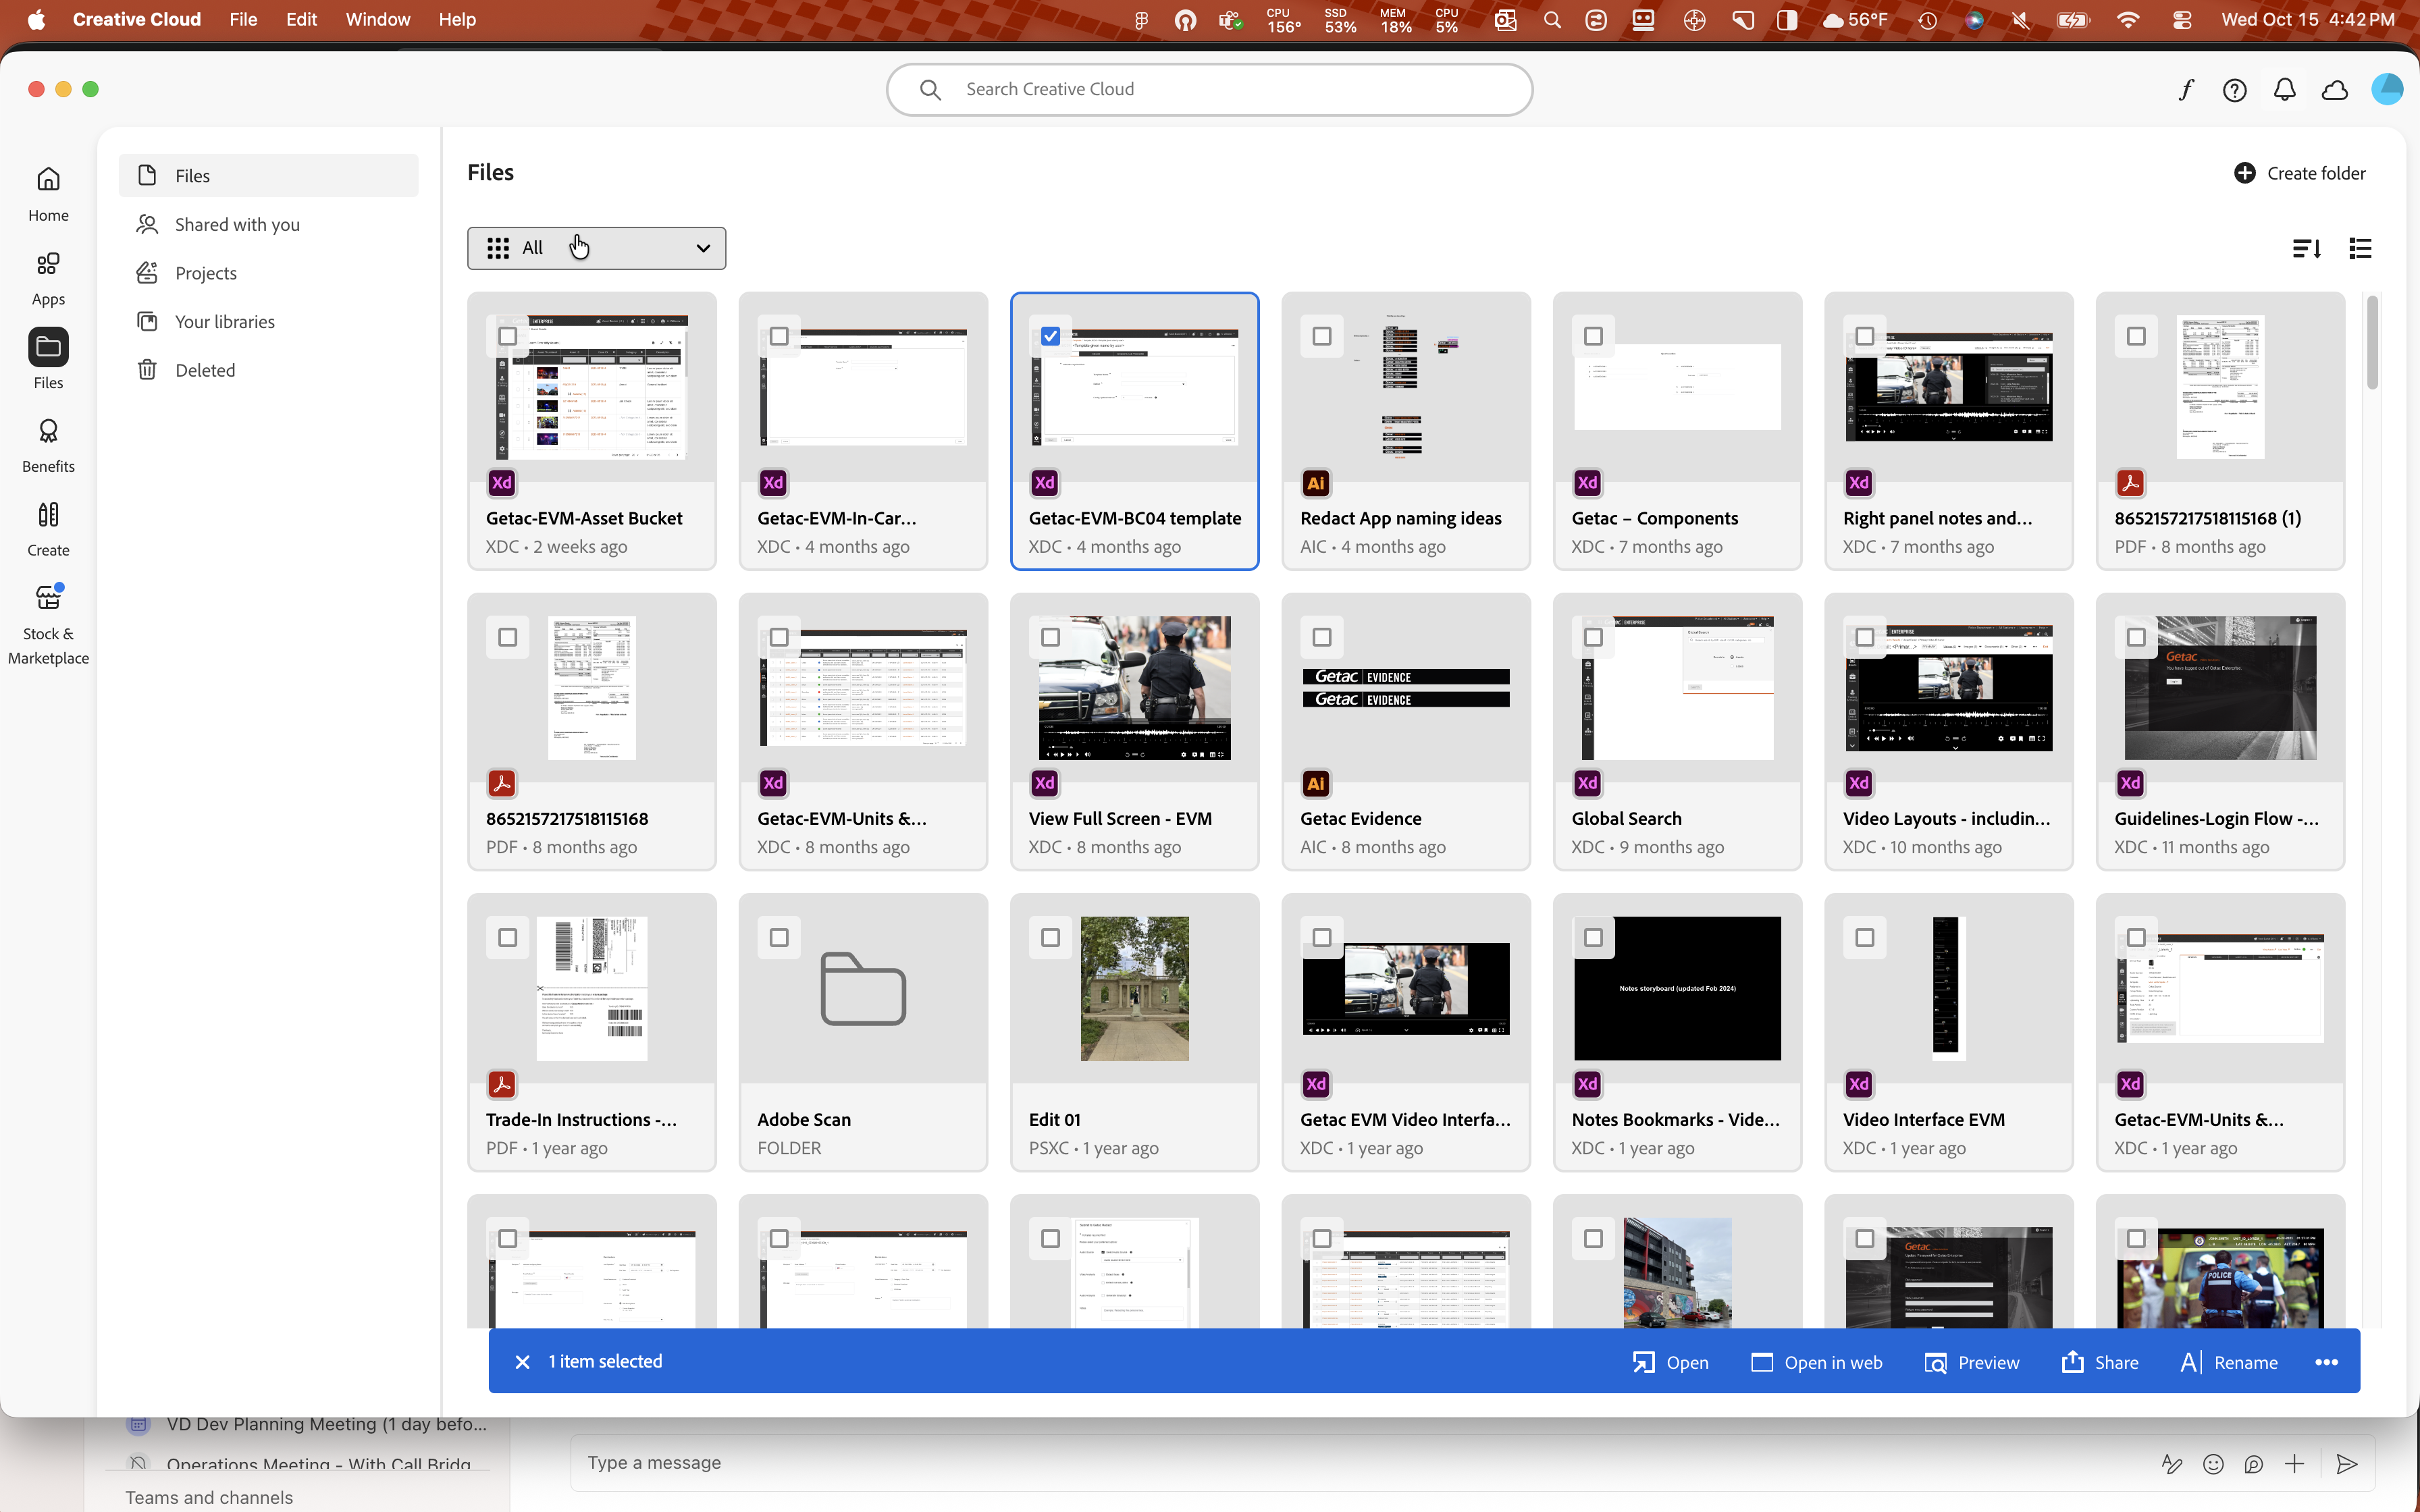 Creative Cloud File Edit Window Help
CPU 156° SSD 53% MEM 18% CPU 5% 56°F Wed Oct 15 4:42 PM
Search Creative Cloud
Home
Apps
Files
Benefits
Create
Stock &
Marketplace
Files
Shared with you
Projects
Your libraries
Deleted
Files
Create folder
All
Xd Xd Xd Ai Xd Xd
Getac-EVM-Asset Bucket
XDC • 2 weeks ago
Getac-EVM-In-Car...
XDC • 4 months ago
Getac-EVM-BC04 template
XDC • 4 months ago
Redact App naming ideas
AIC • 4 months ago
Getac – Components
XDC • 7 months ago
Right panel notes and...
XDC • 7 months ago
8652157217518115168 (1)
PDF • 8 months ago
Getac EVIDENCE
Getac EVIDENCE
Getac
You have logged out of Getac Enterprise.
Xd Xd Ai Xd Xd Xd
8652157217518115168
PDF • 8 months ago
Getac-EVM-Units &...
XDC • 8 months ago
View Full Screen - EVM
XDC • 8 months ago
Getac Evidence
AIC • 8 months ago
Global Search
XDC • 9 months ago
Video Layouts - includin...
XDC • 10 months ago
Guidelines-Login Flow -...
XDC • 11 months ago
Notes storyboard (updated Feb 2024)
Xd Xd Xd Xd
Trade-In Instructions -...
PDF • 1 year ago
Adobe Scan
FOLDER
Edit 01
PSXC • 1 year ago
Getac EVM Video Interfa...
XDC • 1 year ago
Notes Bookmarks - Vide...
XDC • 1 year ago
Video Interface EVM
XDC • 1 year ago
Getac-EVM-Units &...
XDC • 1 year ago
Getac
POLICE
1 item selected
Open
Open in web
Preview
Share
Rename
VD Dev Planning Meeting (1 day befo...
Operations Meeting - With Call Bridg
Teams and channels
Type a message